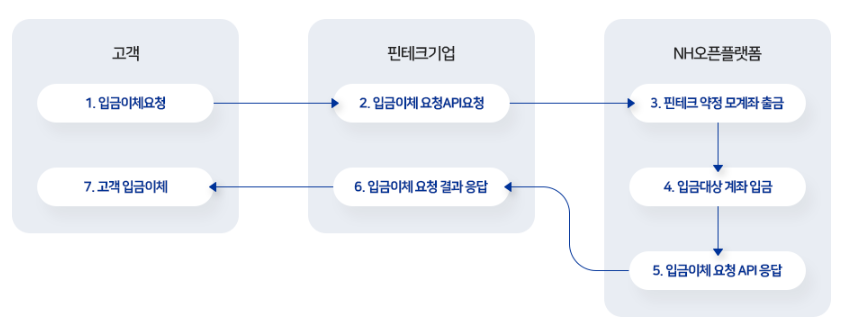 고객
핀테크기업
NH오픈플랫폼
1. 입금이체요청
2. 입금이체 요청API요청
3. 핀테크 약정 모계좌 출금
7. 고객 입금이체
6. 입금이체 요청 결과 응답
4. 입금대상 계좌 입금
5. 입금이체 요청 API 응답